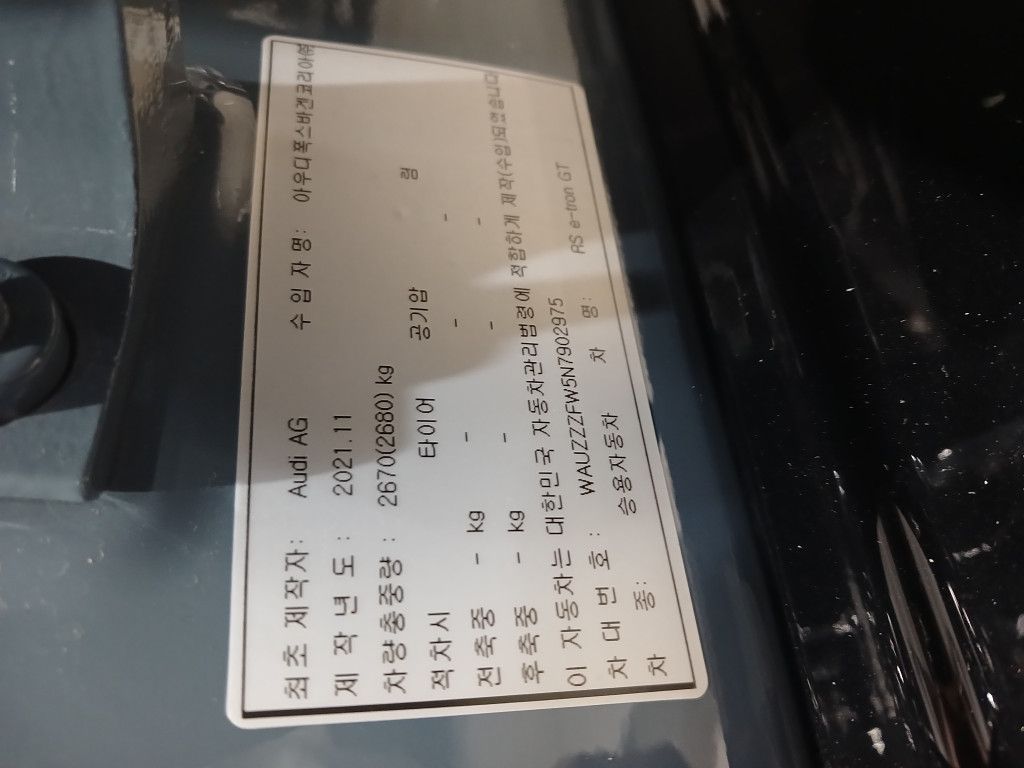 최초 제작자: Audi AG 수입자명: 아우디폭스바겐코리아㈜
제작년도: 2021.11
차량총중량: 2670(2680) kg
적차시 타이어 공기압 림
전축중 - kg - - -
후축중 - kg - - -
이 자동차는 대한민국 자동차관리법령에 적합하게 제작(수입)되었습니다
차대번호: WAUZZZFW5N7902975
차종: 승용자동차 차명: RS e-tron GT